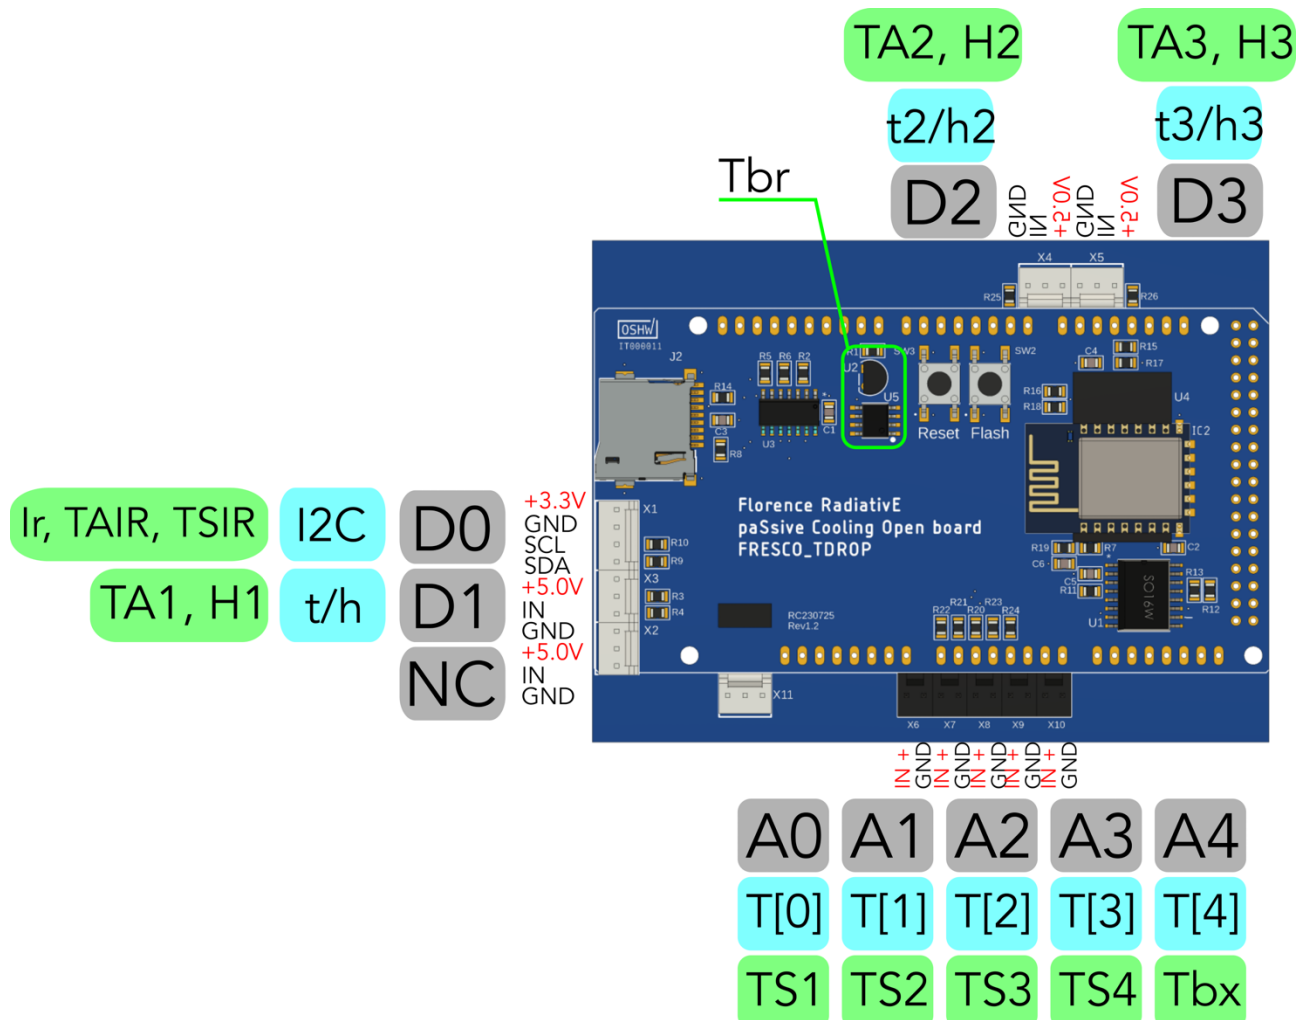 TA2, H2
TA3, H3
t2/h2
t3/h3
Tbr
D2
GND
IN
+5.0V
GND
IN
+5.0V
D3
X4
X5
R25
R26
OSHW
IT000011
J2
R5
R6
R2
R1
SW3
SW2
C4
R15
R17
U2
U5
R14
R16
R18
U4
C3
U3
C1
Reset
Flash
IC2
R8
Ir, TAIR, TSIR
I2C
D0
+3.3V
GND
SCL
SDA
X1
R10
R9
Florence RadiativE
paSsive Cooling Open board
FRESCO_TDROP
R19
R7
C2
C6
C5
R11
R13
R12
SO16W
U1
TA1, H1
t/h
D1
+5.0V
IN
GND
X3
R3
R4
X2
RC230725
Rev1.2
R22
R21
R20
R23
R24
NC
+5.0V
IN
GND
X11
X6
X7
X8
X9
X10
IN +
GND
IN +
GND
IN +
GND
IN +
GND
IN +
GND
A0
A1
A2
A3
A4
T[0]
T[1]
T[2]
T[3]
T[4]
TS1
TS2
TS3
TS4
Tbx